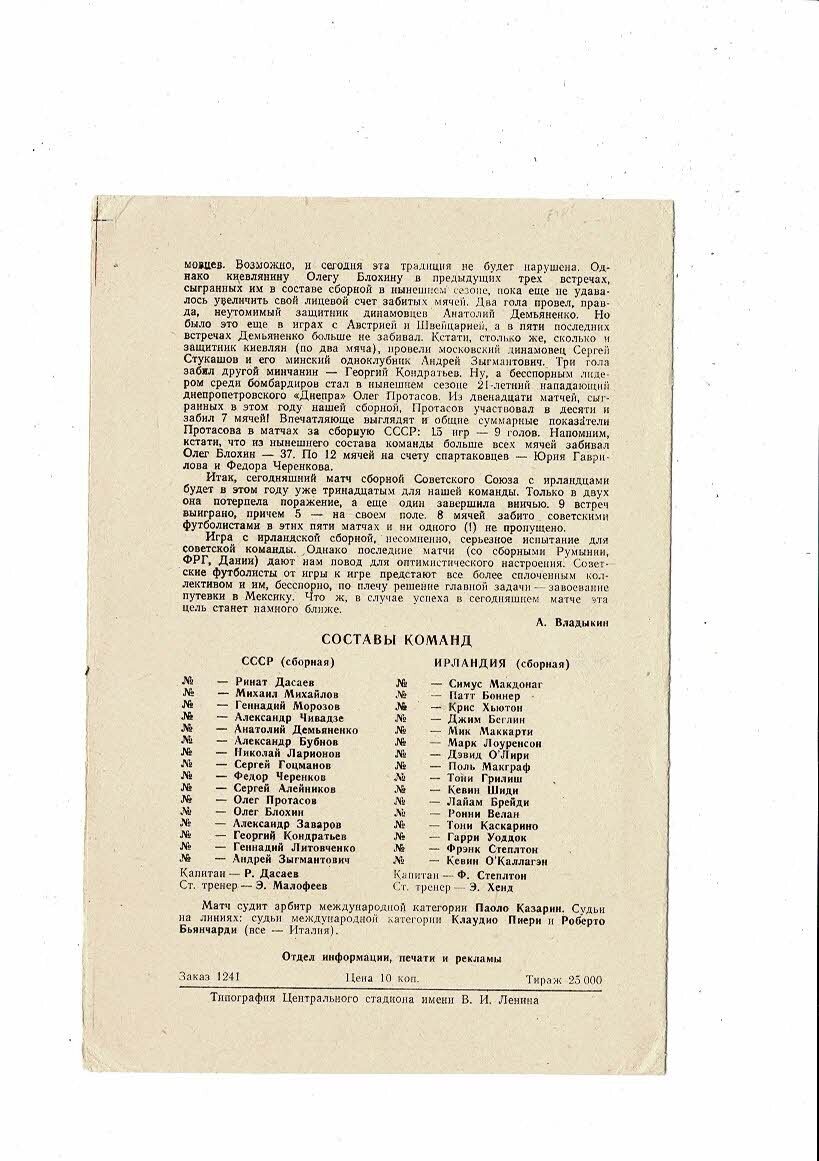 мовцев. Возможно, и сегодня эта традиция не будет нарушена. Од-
нако киевлянину Олегу Блохину в предыдущих трех встречах,
сыгранных им в составе сборной в нынешнем сезоне, пока еще не удава-
лось увеличить свой лицевой счет забитых мячей. Два гола провел, прав-
да, неутомимый защитник динамовцев Анатолий Демьяненко. Но
было это еще в играх с Австрией и Швейцарией, а в пяти последних
встречах Демьяненко больше не забивал. Кстати, столько же, сколько и
защитник киевлян (по два мяча), провели московский динамовец Сергей
Стукашов и его минский одноклубник Андрей Зыгмантович. Три гола
забил другой минчанин — Георгий Кондратьев. Ну, а бесспорным лиде-
ром среди бомбардиров стал в нынешнем сезоне 21-летний нападающий
днепропетровского «Днепра» Олег Протасов. Из двенадцати матчей, сыг-
ранных в этом году нашей сборной, Протасов участвовал в десяти и
забил 7 мячей! Впечатляюще выглядят и общие суммарные показатели
Протасова в матчах за сборную СССР: 15 игр — 9 голов. Напомним,
кстати, что из нынешнего состава команды больше всех мячей забивал
Олег Блохин — 37. По 12 мячей на счету спартаковцев — Юрия Гаври-
лова и Федора Черенкова.
Итак, сегодняшний матч сборной Советского Союза с ирландцами
будет в этом году уже тринадцатым для нашей команды. Только в двух
она потерпела поражение, а еще один завершила вничью. 9 встреч
выиграно, причем 5 — на своем поле. 8 мячей забито советскими
футболистами в этих пяти матчах и ни одного (!) не пропущено.
Игра с ирландской сборной, несомненно, серьезное испытание для
советской команды. Однако последние матчи (со сборными Румынии,
ФРГ, Дании) дают нам повод для оптимистического настроения. Совет-
ские футболисты от игры к игре предстают все более сплоченным кол-
лективом и им, бесспорно, по плечу решение главной задачи — завоевание
путевки в Мексику. Что ж, в случае успеха в сегодняшнем матче эта
цель станет намного ближе.
А. Владыкин
СОСТАВЫ КОМАНД
СССР (сборная)
№ — Ринат Дасаев
№ — Михаил Михайлов
№ — Геннадий Морозов
№ — Александр Чивадзе
№ — Анатолий Демьяненко
№ — Александр Бубнов
№ — Николай Ларионов
№ — Сергей Гоцманов
№ — Федор Черенков
№ — Сергей Алейников
№ — Олег Протасов
№ — Олег Блохин
№ — Александр Заваров
№ — Георгий Кондратьев
№ — Геннадий Литовченко
№ — Андрей Зыгмантович
Капитан — Р. Дасаев
Ст. тренер — Э. Малофеев
ИРЛАНДИЯ (сборная)
№ — Симус Макдонаг
№ — Патт Боннер
№ — Крис Хьютон
№ — Джим Беглин
№ — Мик Маккарти
№ — Марк Лоуренсон
№ — Дэвид О'Лири
№ — Поль Макграф
№ — Тони Грилиш
№ — Кевин Шиди
№ — Лайам Брейди
№ — Ронни Велан
№ — Тони Каскарино
№ — Гарри Уоддок
№ — Фрэнк Степлтон
№ — Кевин О'Каллагэн
Капитан — Ф. Степлтон
Ст. тренер — Э. Хенд
Матч судит арбитр международной категории Паоло Казарин. Судьи
на линиях: судьи международной категории Клаудио Пиери и Роберто
Бьянчарди (все — Италия).
Отдел информации, печати и рекламы
Заказ 1241 Цена 10 коп. Тираж 25 000
Типография Центрального стадиона имени В. И. Ленина